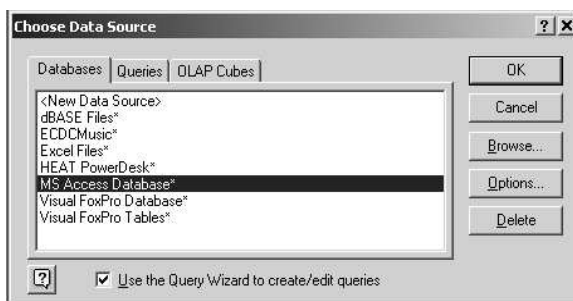 Choose Data Source
Databases Queries OLAP Cubes
<New Data Source>
dBASE Files*
ECDCMusic*
Excel Files*
HEAT PowerDesk*
MS Access Database*
Visual FoxPro Database*
Visual FoxPro Tables*
OK
Cancel
Browse...
Options...
Delete
Use the Query Wizard to create/edit queries